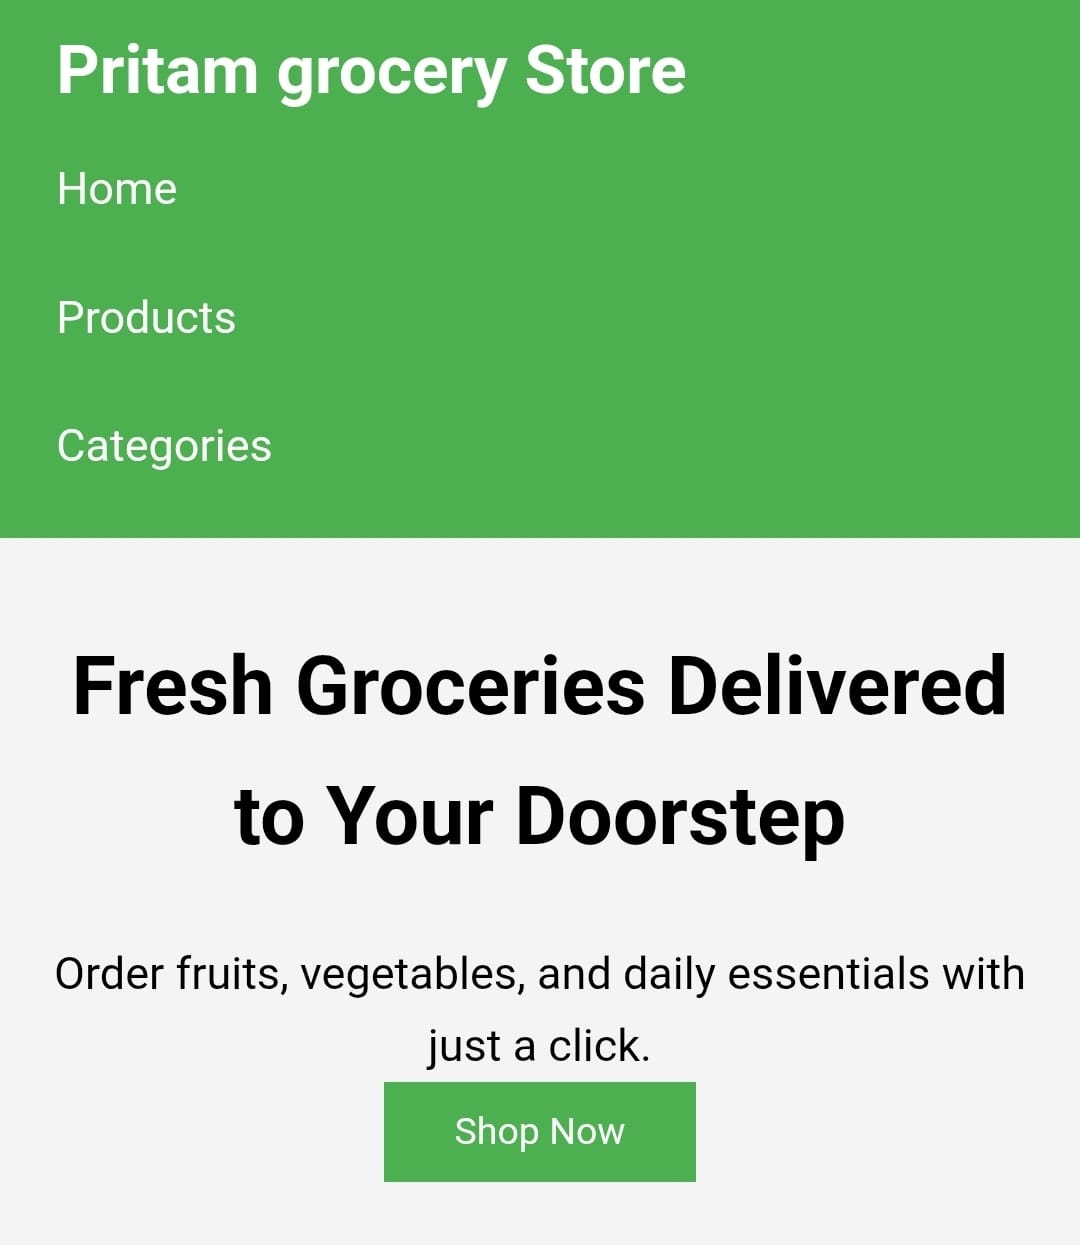 Pritam grocery Store
Home
Products
Categories
Fresh Groceries Delivered
to Your Doorstep
Order fruits, vegetables, and daily essentials with
just a click.
Shop Now